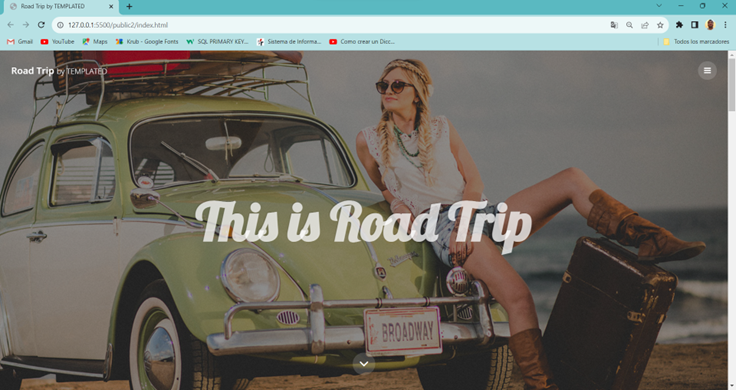 Road Trip by TEMPLATED
127.0.0.1:5500/public2/index.html
Gmail YouTube Maps Krub - Google Fonts SQL PRIMARY KEY... Sistema de Informa... Como crear un Disc... Todos los marcadores
Road Trip by TEMPLATED
This is Road Trip
BROADWAY